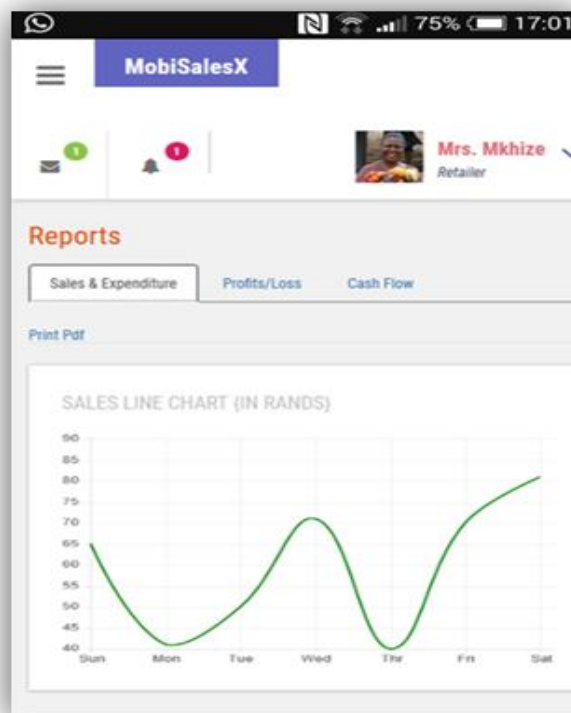 75% 17:01
MobiSalesX
1 1
Mrs. Mkhize
Retailer
Reports
Sales & Expenditure Profits/Loss Cash Flow
Print Pdf
SALES LINE CHART (IN RANDS)
90
85
80
75
70
65
60
55
50
45
40
Sun Mon Tue Wed Thr Fri Sat